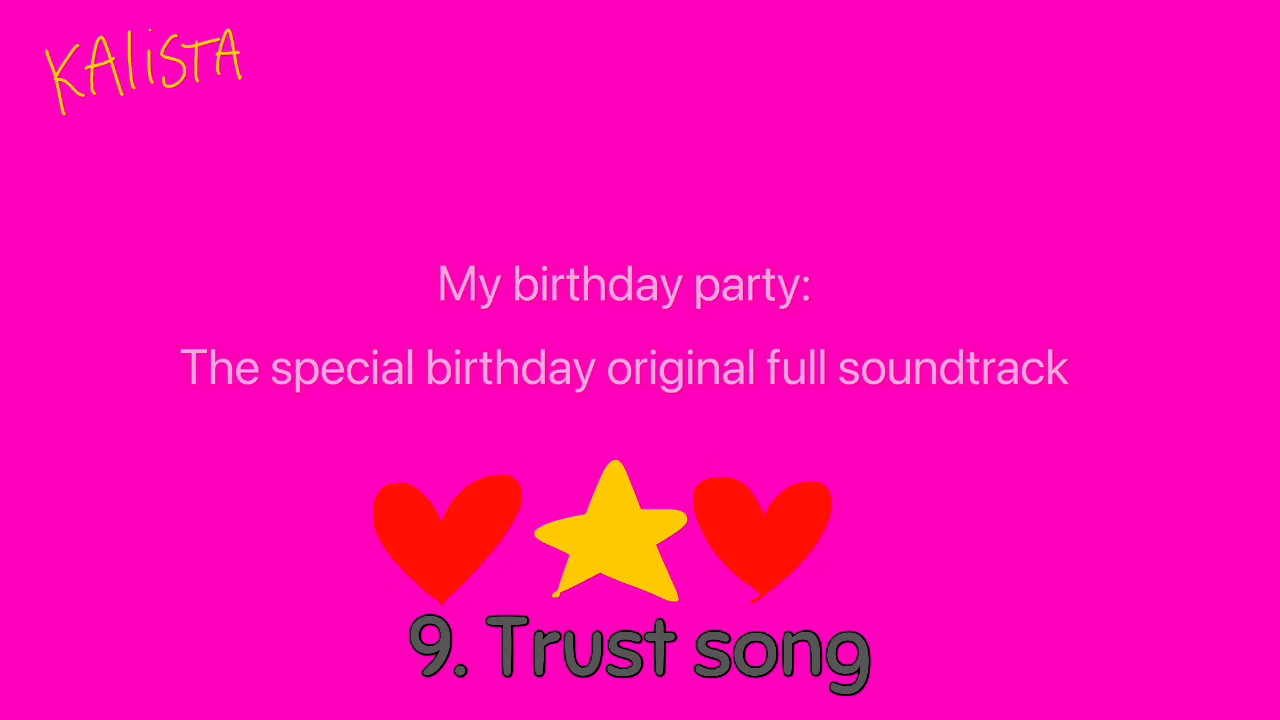 KALiSTA
My birthday party:
The special birthday original full soundtrack
9. Trust song